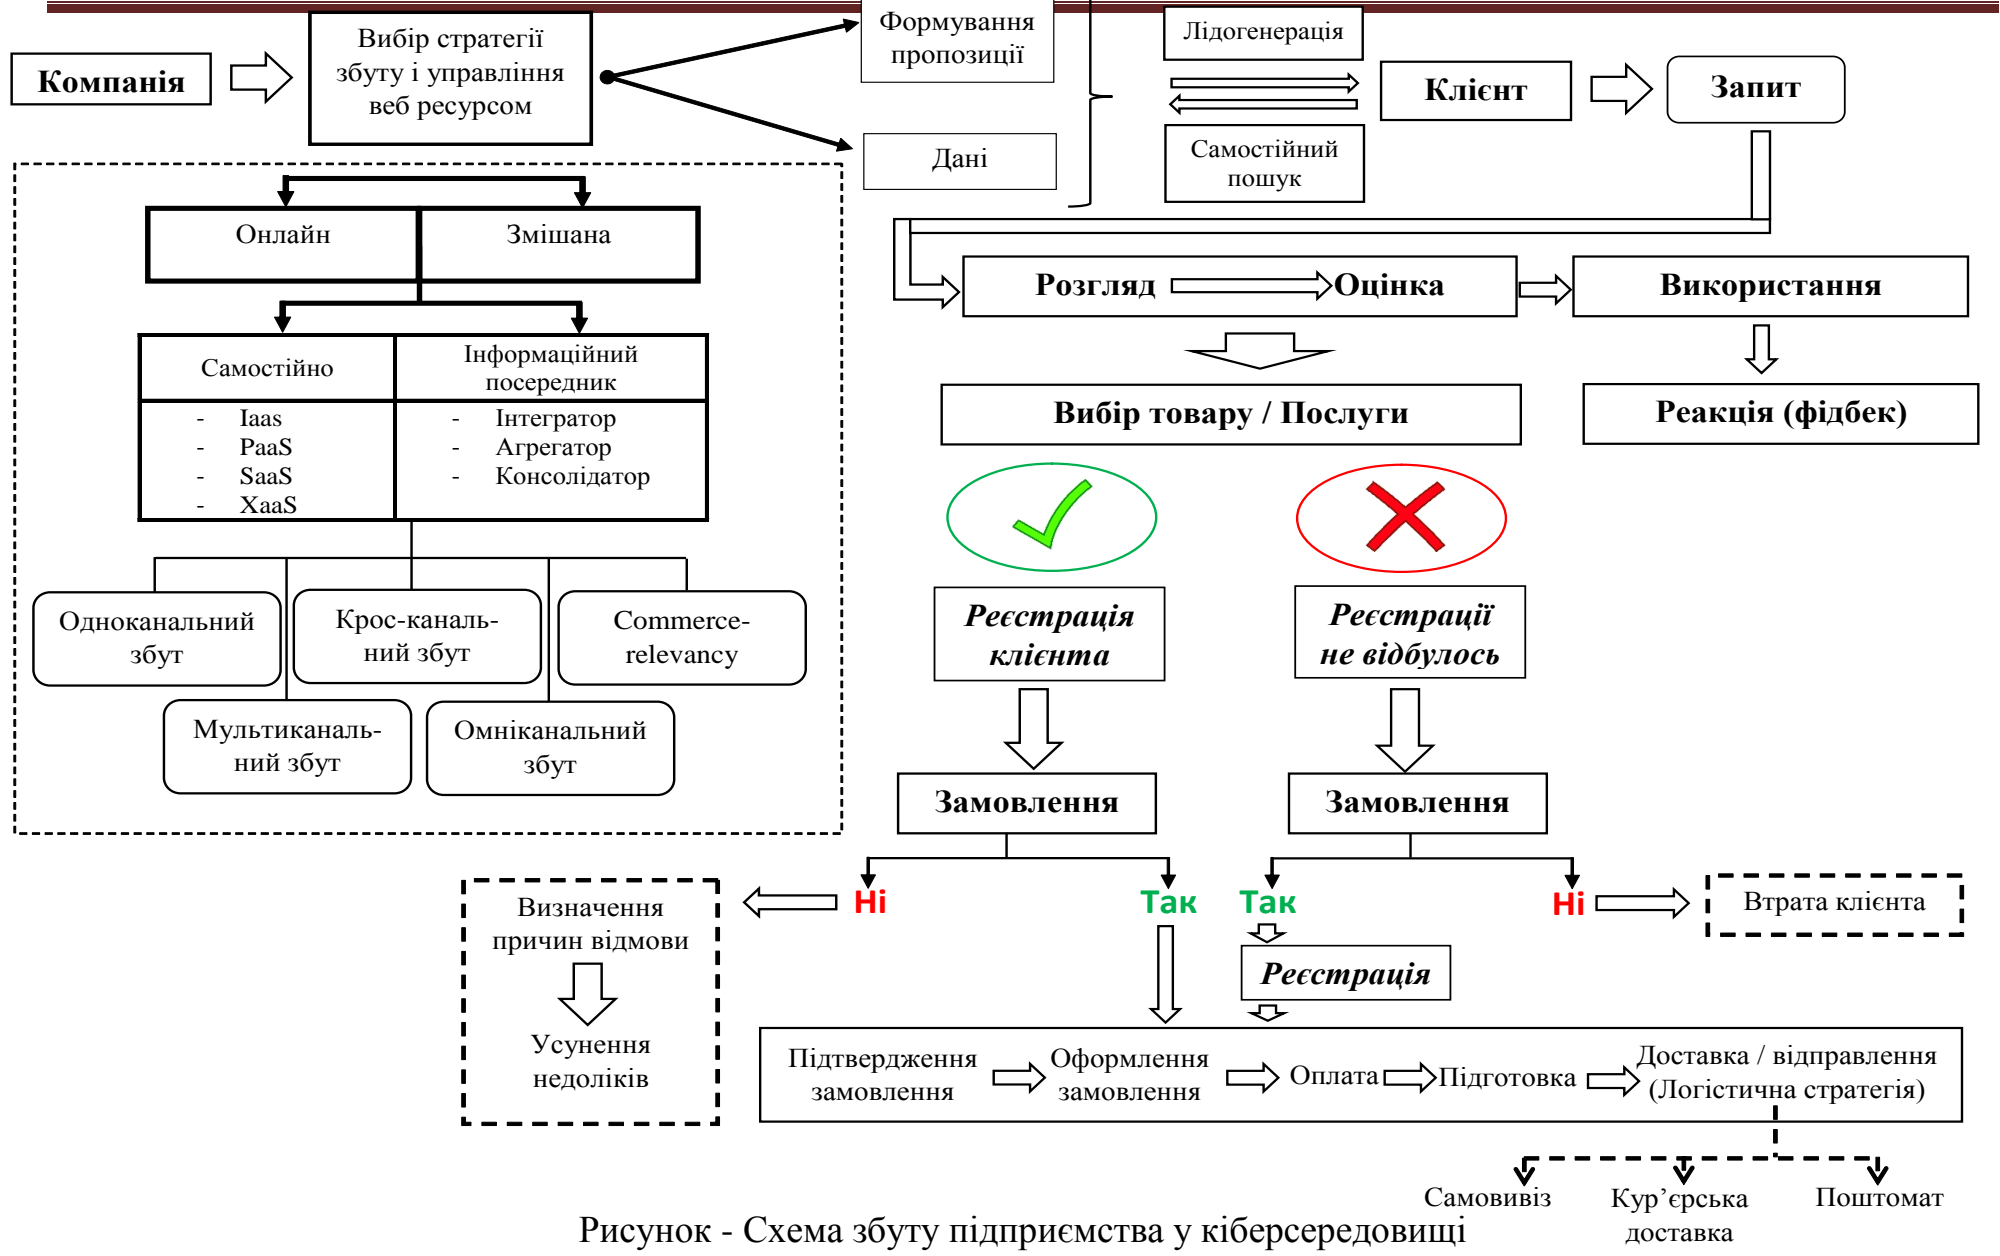 Компанія
Вибір стратегії
збуту і управління
веб ресурсом
Формування
пропозиції
Дані
Лідогенерація
Самостійний
пошук
Клієнт
Запит
Онлайн
Змішана
Самостійно
Інформаційний
посередник
- Iaas
- PaaS
- SaaS
- XaaS
- Інтегратор
- Агрегатор
- Консолідатор
Одноканальний
збут
Крос-каналь-
ний збут
Commerce-
relevancy
Мультиканаль-
ний збут
Омніканальний
збут
Розгляд
Оцінка
Використання
Вибір товару / Послуги
Реакція (фідбек)
Реєстрація
клієнта
Реєстрації
не відбулось
Замовлення
Замовлення
Ні
Так
Так
Ні
Визначення
причин відмови
Усунення
недоліків
Втрата клієнта
Реєстрація
Підтвердження
замовлення
Оформлення
замовлення
Оплата
Підготовка
Доставка / відправлення
(Логістична стратегія)
Самовивіз
Кур’єрська
доставка
Поштомат
Рисунок - Схема збуту підприємства у кіберсередовищі